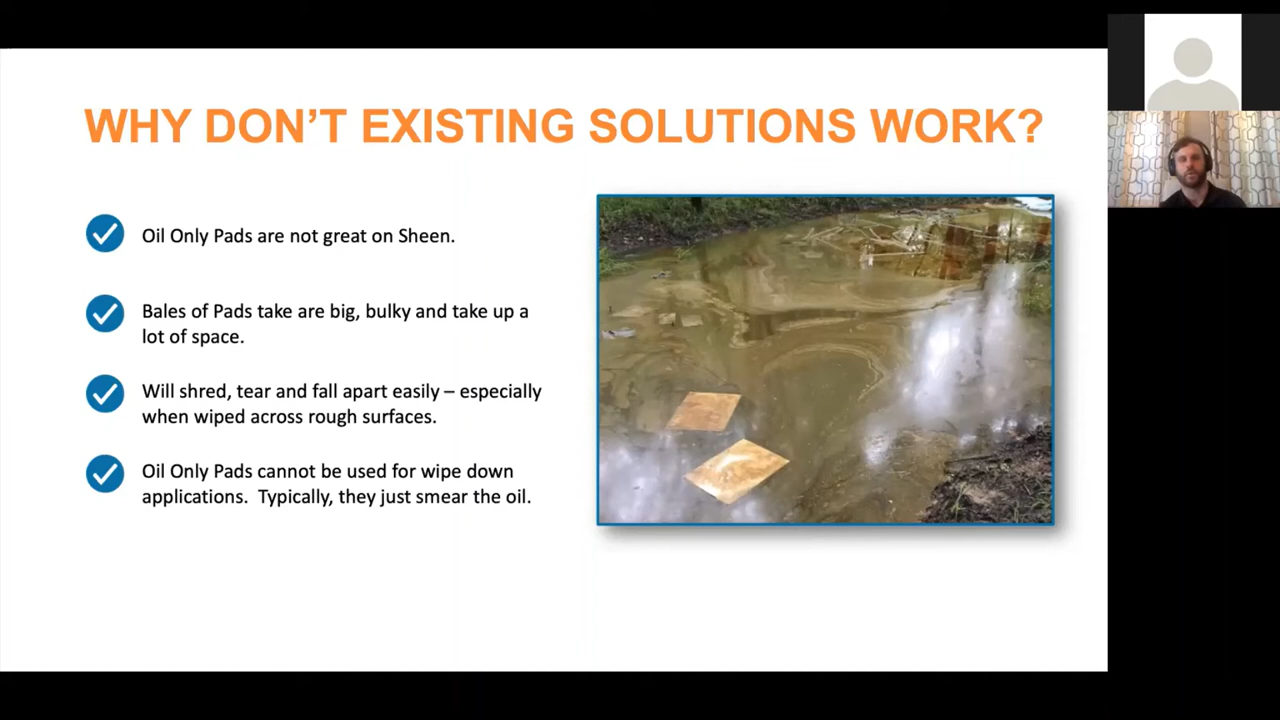 WHY DON’T EXISTING SOLUTIONS WORK?
Oil Only Pads are not great on Sheen.
Bales of Pads take are big, bulky and take up a
lot of space.
Will shred, tear and fall apart easily – especially
when wiped across rough surfaces.
Oil Only Pads cannot be used for wipe down
applications.  Typically, they just smear the oil.